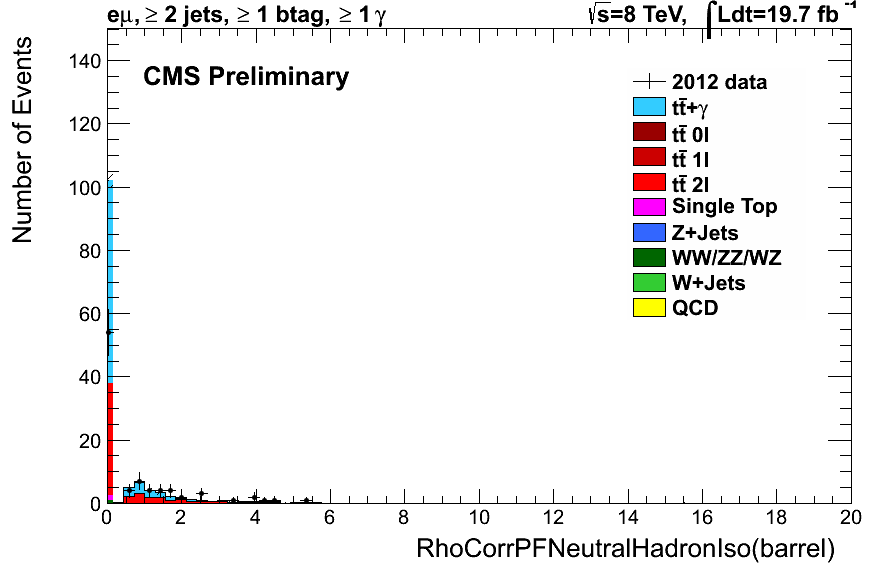 eμ, ≥ 2 jets, ≥ 1 btag, ≥ 1 γ
√s=8 TeV, ∫Ldt=19.7 fb⁻¹
CMS Preliminary
2012 data
tt̄+γ
tt̄ 0l
tt̄ 1l
tt̄ 2l
Single Top
Z+Jets
WW/ZZ/WZ
W+Jets
QCD
Number of Events
140
120
100
80
60
40
20
0
0 2 4 6 8 10 12 14 16 18 20
RhoCorrPFNeutralHadronIso(barrel)